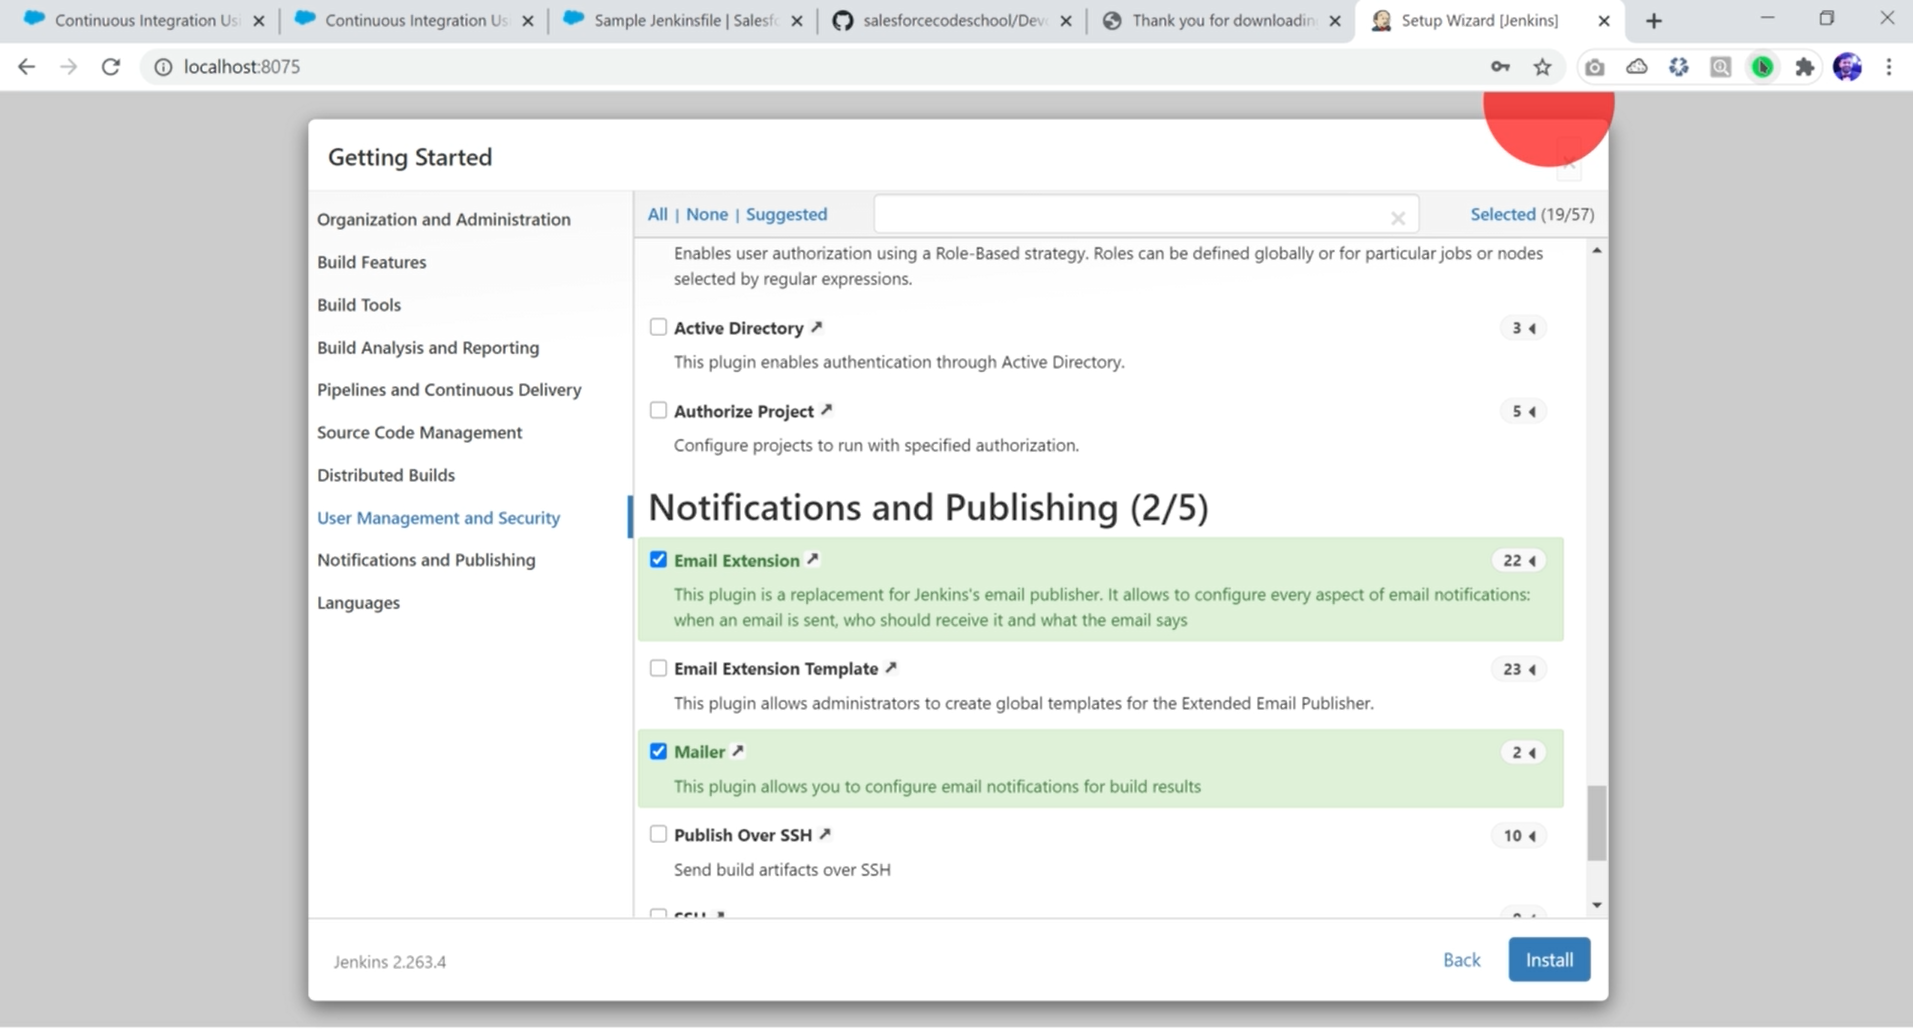 Continuous Integration Usi
Continuous Integration Us
Sample Jenkinsfile | Salesfo
salesforcecodeschool/Dev
Thank you for downloadin
Setup Wizard [Jenkins]
localhost:8075
Getting Started
Organization and Administration
Build Features
Build Tools
Build Analysis and Reporting
Pipelines and Continuous Delivery
Source Code Management
Distributed Builds
User Management and Security
Notifications and Publishing
Languages
All | None | Suggested
Selected (19/57)
Enables user authorization using a Role-Based strategy. Roles can be defined globally or for particular jobs or nodes
selected by regular expressions.
Active Directory
3
This plugin enables authentication through Active Directory.
Authorize Project
5
Configure projects to run with specified authorization.
Notifications and Publishing (2/5)
Email Extension
22
This plugin is a replacement for Jenkins's email publisher. It allows to configure every aspect of email notifications:
when an email is sent, who should receive it and what the email says
Email Extension Template
23
This plugin allows administrators to create global templates for the Extended Email Publisher.
Mailer
2
This plugin allows you to configure email notifications for build results
Publish Over SSH
10
Send build artifacts over SSH
SSH
Jenkins 2.263.4
Back
Install